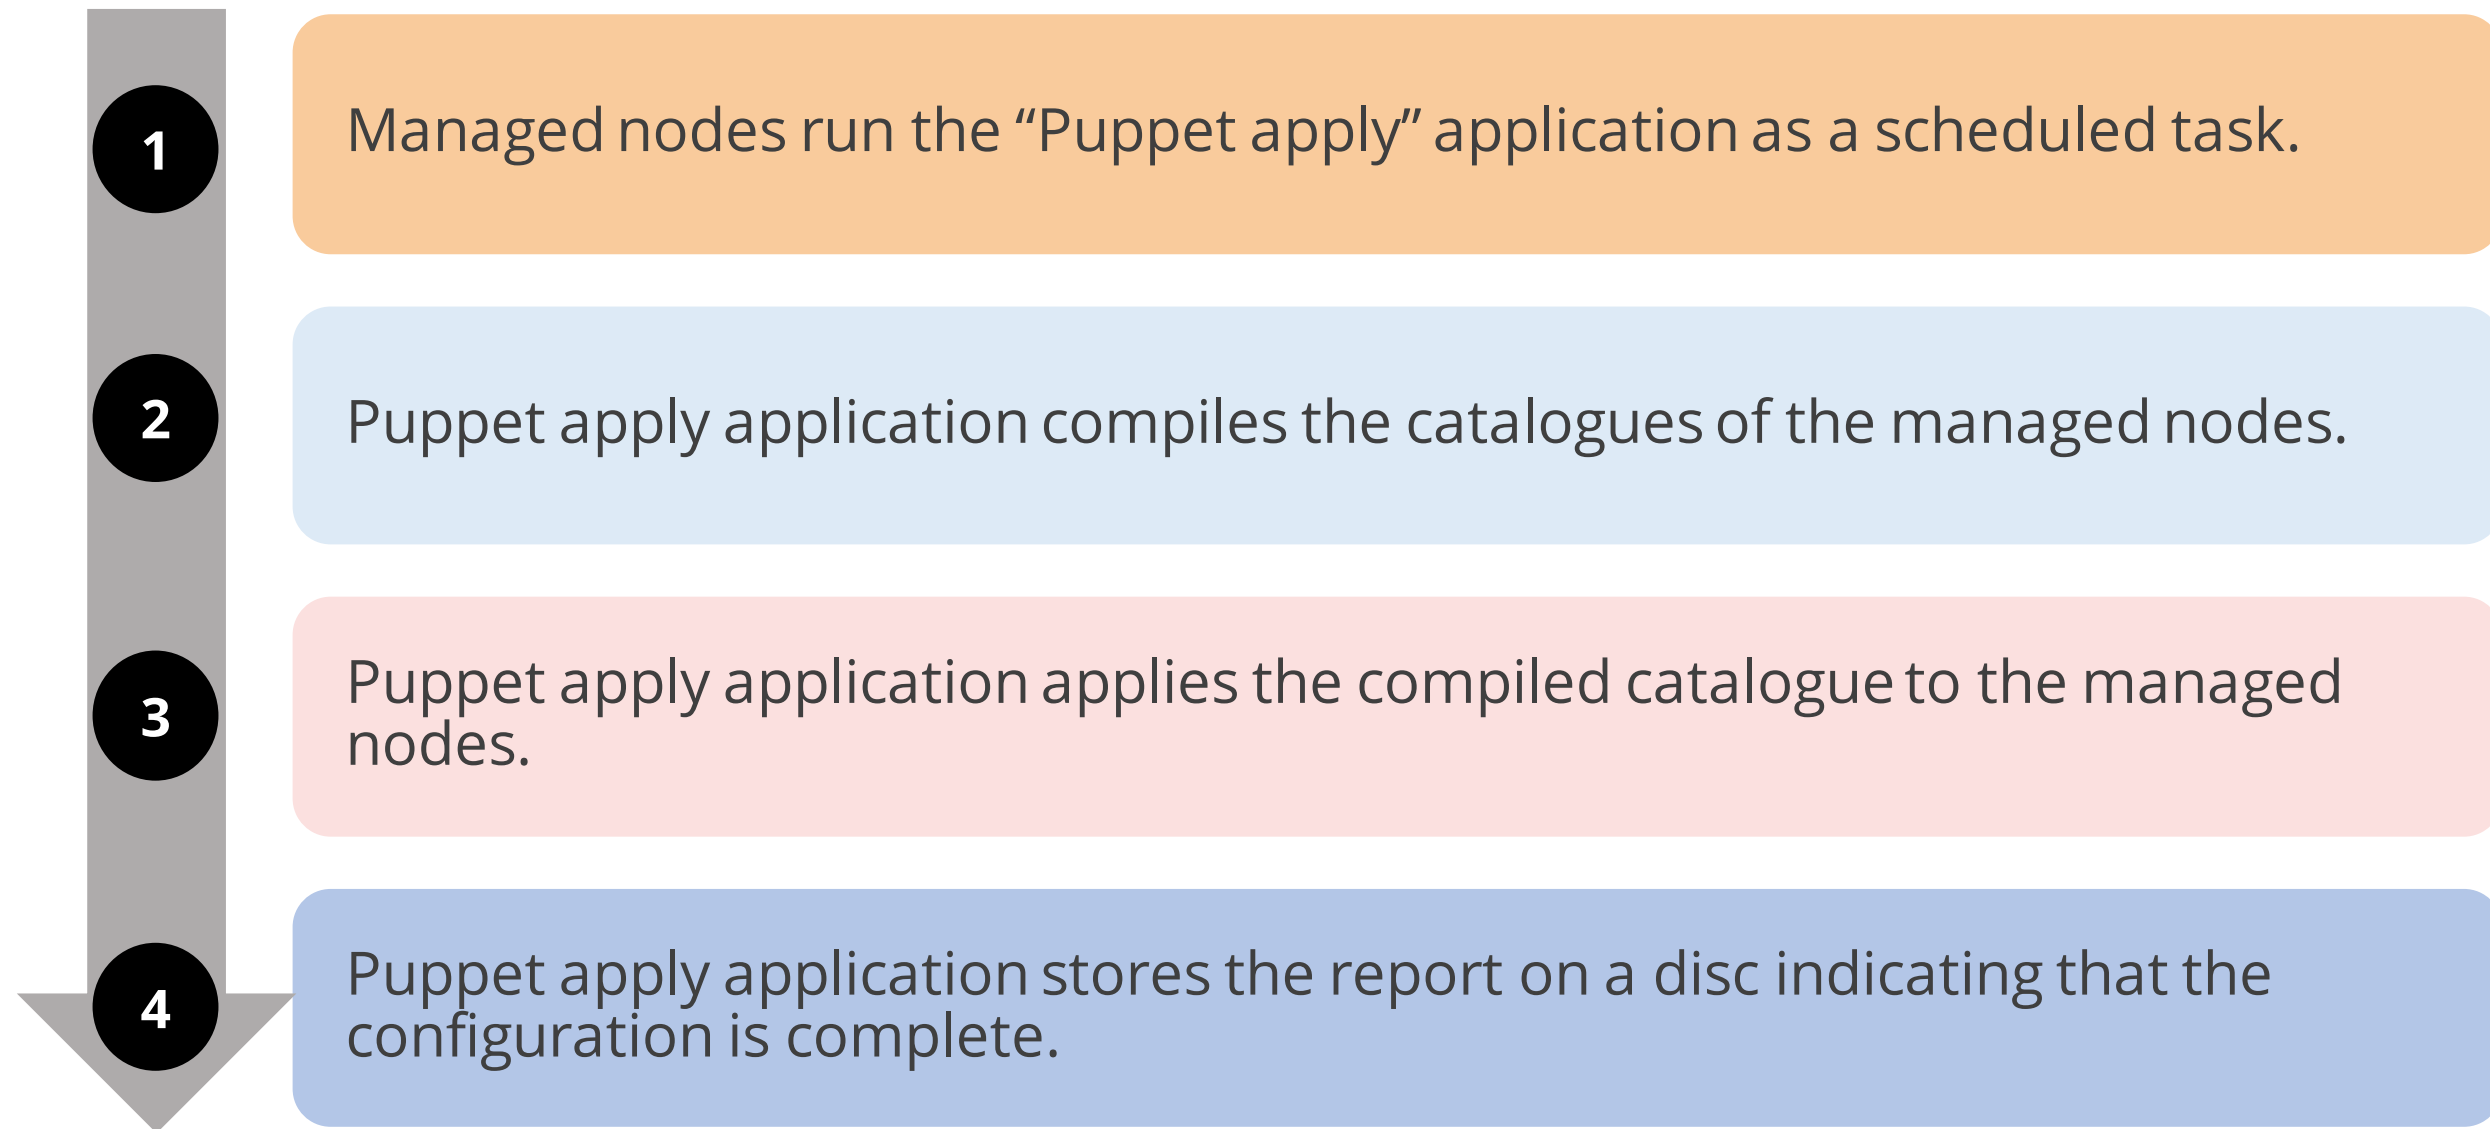 1
Managed nodes run the “Puppet apply” application as a scheduled task.
2
Puppet apply application compiles the catalogues of the managed nodes.
3
Puppet apply application applies the compiled catalogue to the managed
nodes.
4
Puppet apply application stores the report on a disc indicating that the
configuration is complete.